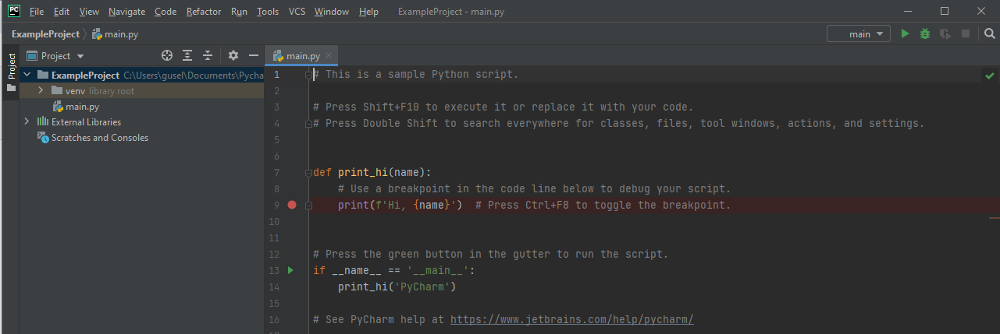 PC File Edit View Navigate Code Refactor Run Tools VCS Window Help ExampleProject - main.py
ExampleProject main.py main
Project Project main.py
ExampleProject C:\Users\gusel\Documents\Pycha
venv library root
main.py
External Libraries
Scratches and Consoles
1 # This is a sample Python script.
2
3 # Press Shift+F10 to execute it or replace it with your code.
4 # Press Double Shift to search everywhere for classes, files, tool windows, actions, and settings.
5
6
7 def print_hi(name):
8 # Use a breakpoint in the code line below to debug your script.
9 print(f'Hi, {name}') # Press Ctrl+F8 to toggle the breakpoint.
10
11
12 # Press the green button in the gutter to run the script.
13 if __name__ == '__main__':
14 print_hi('PyCharm')
15
16 # See PyCharm help at https://www.jetbrains.com/help/pycharm/